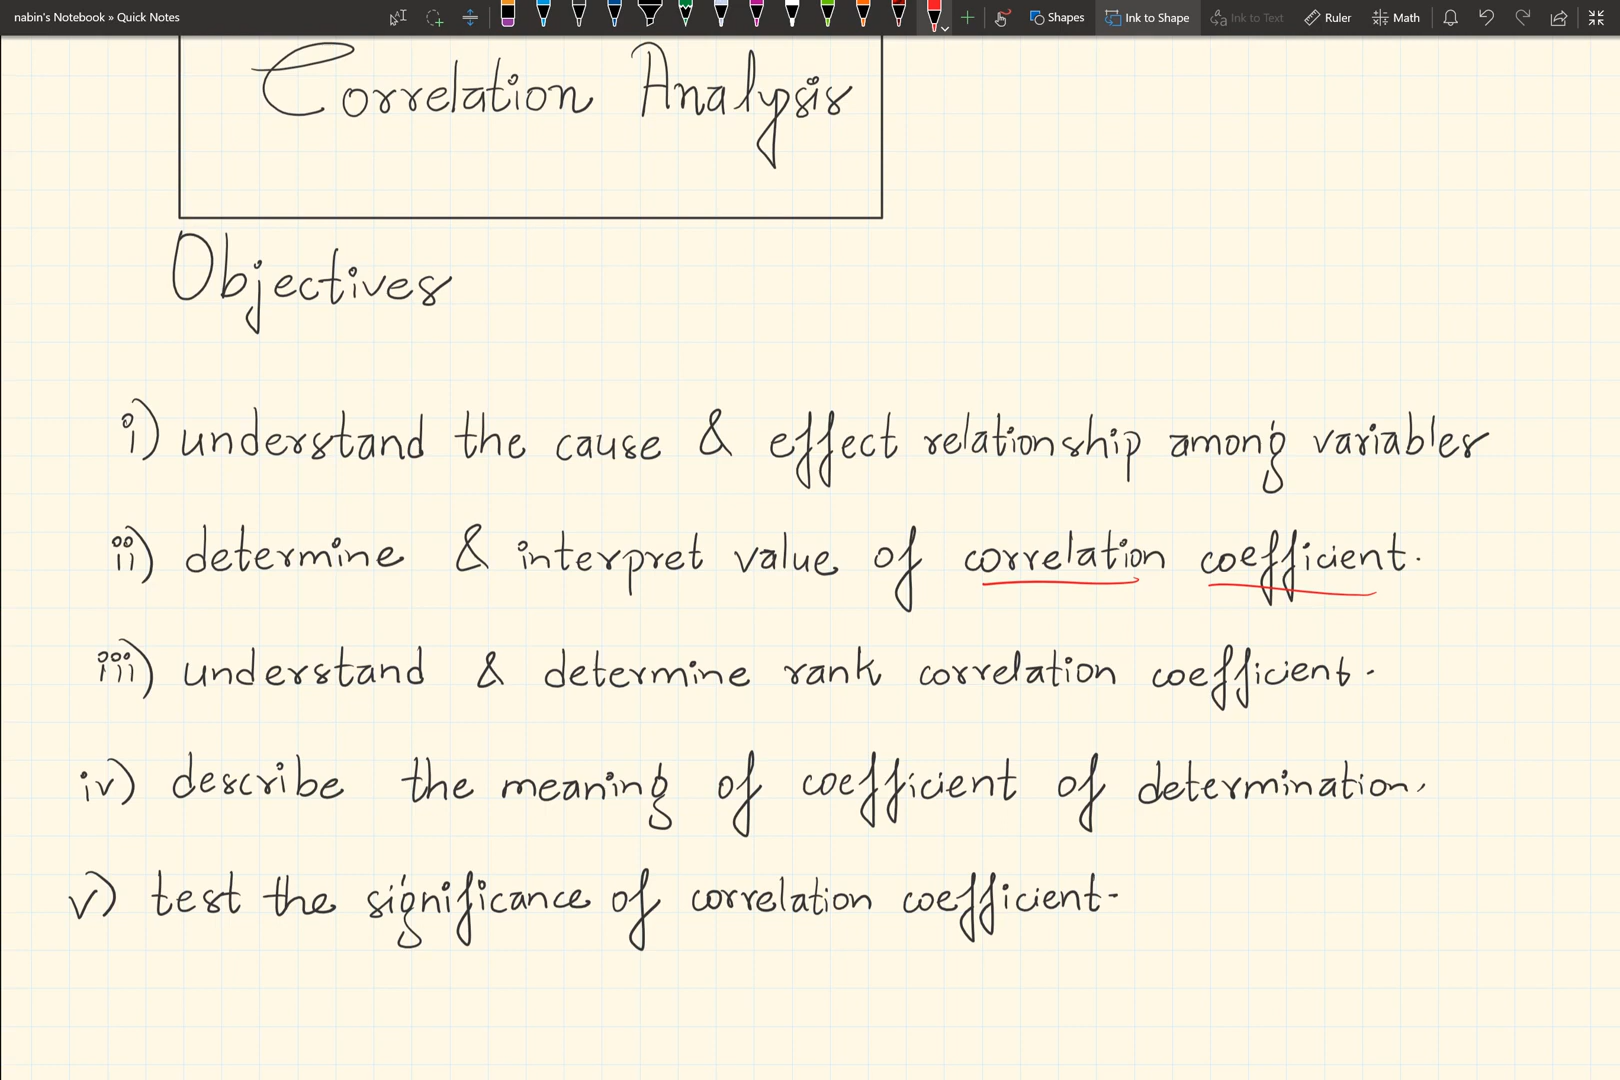 nabin's Notebook » Quick Notes
Shapes
Ink to Shape
Ink to Text
Ruler
Math
Correlation Analysis
Objectives
i) understand the cause & effect relationship among variables
ii) determine & interpret value of correlation coefficient.
iii) understand & determine rank correlation coefficient.
iv) describe the meaning of coefficient of determination.
v) test the significance of correlation coefficient.